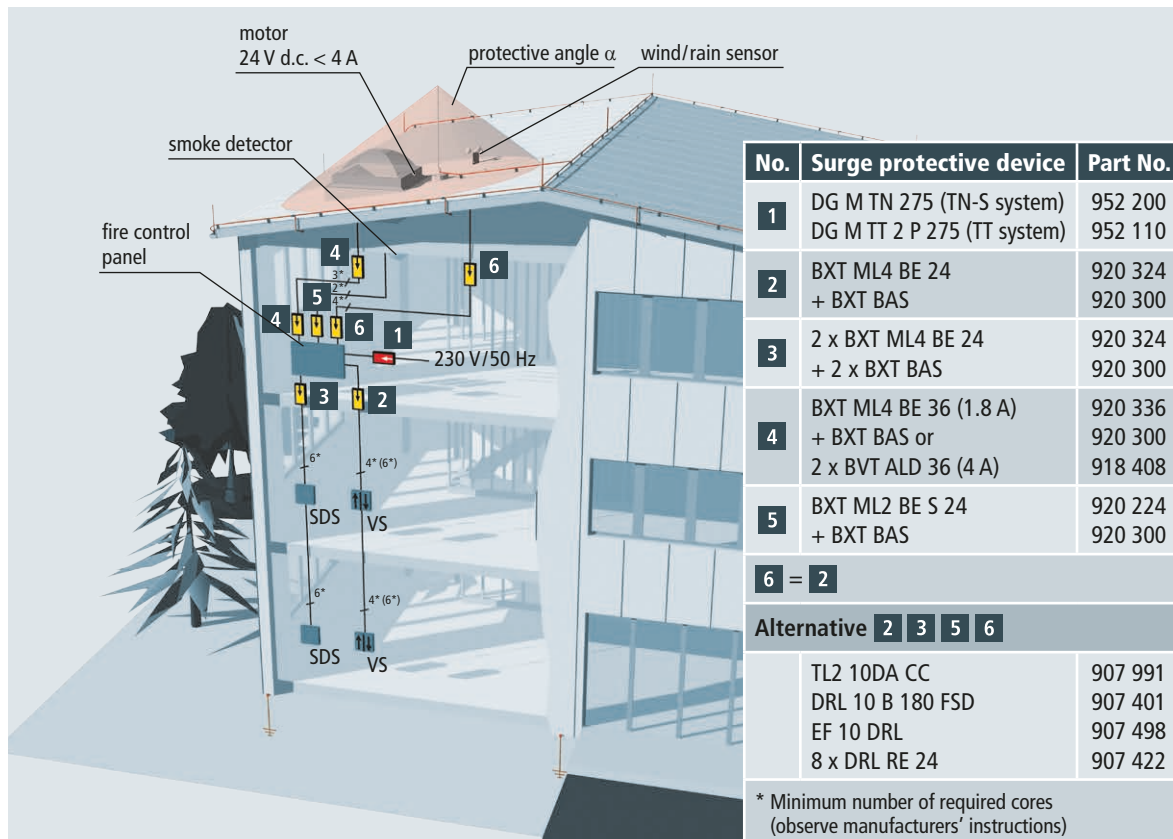 motor
24 V d.c. < 4 A
protective angle α
wind/rain sensor
smoke detector
fire control
panel
4
6
3*
2*
4*
5
4
6
1
230 V/50 Hz
3
2
6*
4* (6*)
SDS
VS
6*
4* (6*)
SDS
VS
No. Surge protective device Part No.
1
DG M TN 275 (TN-S system) 952 200
DG M TT 2 P 275 (TT system) 952 110
2
BXT ML4 BE 24 920 324
+ BXT BAS 920 300
3
2 x BXT ML4 BE 24 920 324
+ 2 x BXT BAS 920 300
4
BXT ML4 BE 36 (1.8 A) 920 336
+ BXT BAS or 920 300
2 x BVT ALD 36 (4 A) 918 408
5
BXT ML2 BE S 24 920 224
+ BXT BAS 920 300
6 = 2
Alternative 2 3 5 6
TL2 10DA CC 907 991
DRL 10 B 180 FSD 907 401
EF 10 DRL 907 498
8 x DRL RE 24 907 422
* Minimum number of required cores
(observe manufacturers' instructions)